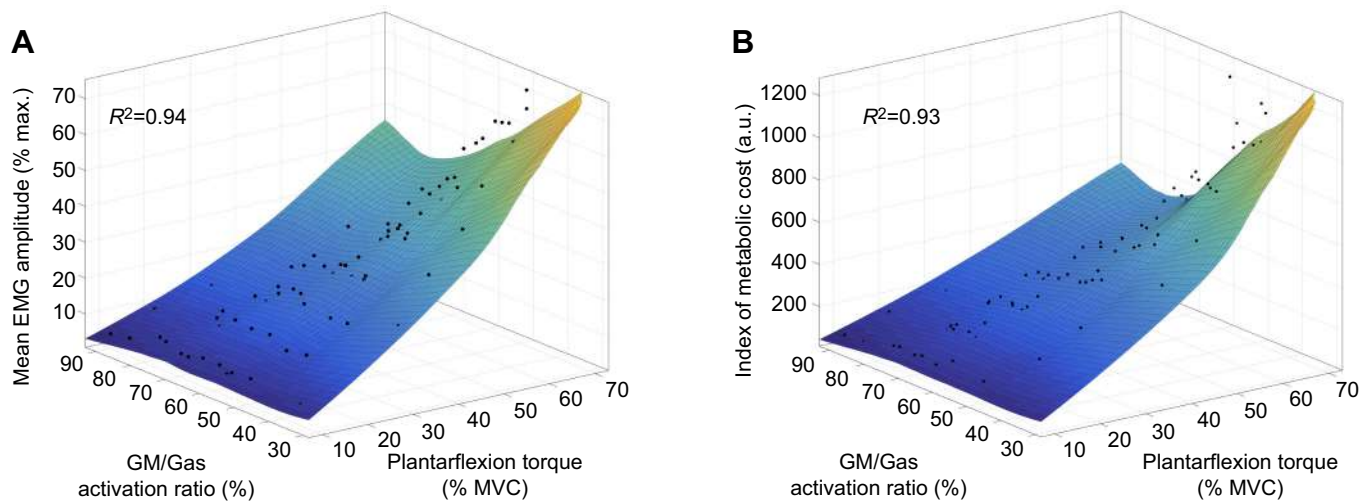 A
R²=0.94
Mean EMG amplitude (% max.)
70
60
50
40
30
20
10
90
80
70
60
50
40
30
GM/Gas
activation ratio (%)
10
20
30
40
50
60
70
Plantarflexion torque
(% MVC)
B
R²=0.93
Index of metabolic cost (a.u.)
1200
1000
800
600
400
200
90
80
70
60
50
40
30
GM/Gas
activation ratio (%)
10
20
30
40
50
60
70
Plantarflexion torque
(% MVC)